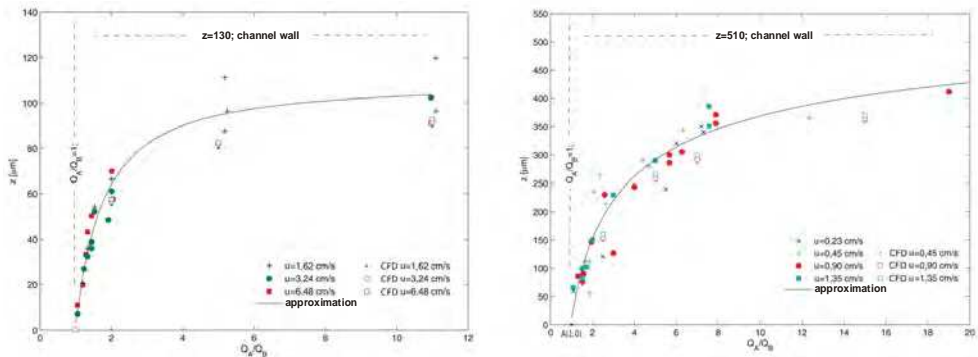 140
120
100
80
60
40
20
0
z [µm]
z=130; channel wall
Q_A/Q_B=1;
u=1,62 cm/s
u=3,24 cm/s
u=6,48 cm/s
approximation
CFD u=1,62 cm/s
CFD u=3,24 cm/s
CFD u=6,48 cm/s
0 2 4 6 8 10 12
Q_A/Q_B
550
500
450
400
350
300
250
200
150
100
50
0
z [µm]
z=510; channel wall
Q_A/Q_B=1;
u=0,23 cm/s
u=0,45 cm/s
u=0,90 cm/s
u=1,35 cm/s
approximation
CFD u=0,45 cm/s
CFD u=0,90 cm/s
CFD u=1,35 cm/s
0 A(1,0) 2 4 6 8 10 12 14 16 18 20
Q_A/Q_B